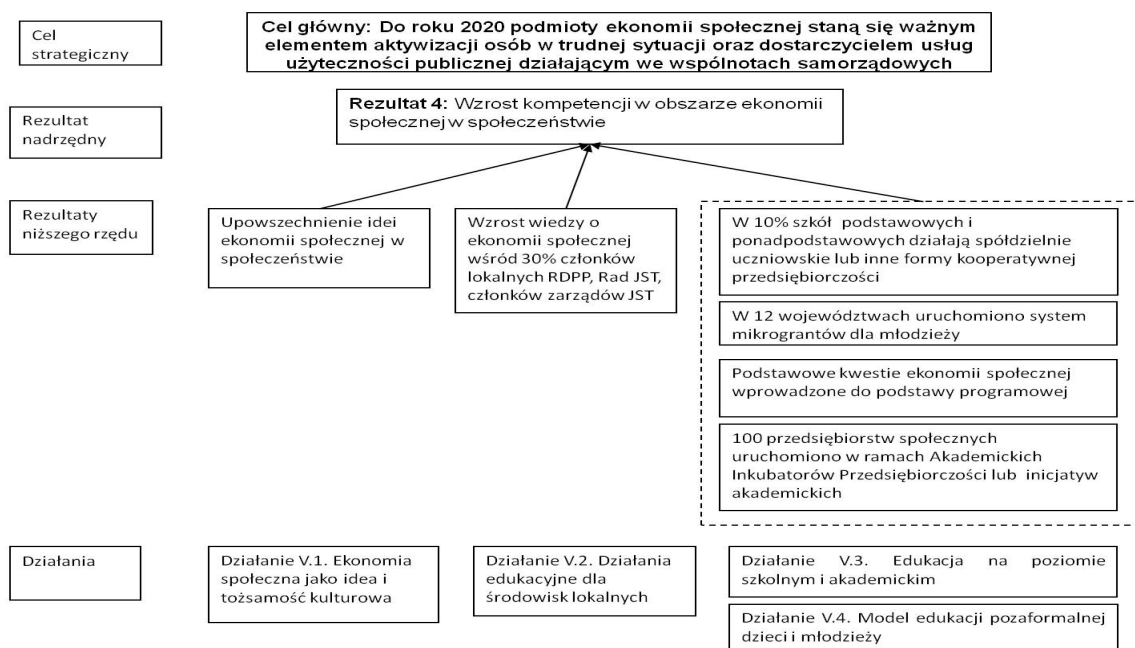 Cel
strategiczny
Cel główny: Do roku 2020 podmioty ekonomii społecznej staną się ważnym
elementem aktywizacji osób w trudnej sytuacji oraz dostarczycielem usług
użyteczności publicznej działającym we wspólnotach samorządowych
Rezultat
nadrzędny
Rezultat 4: Wzrost kompetencji w obszarze ekonomii
społecznej w społeczeństwie
Rezultaty
niższego rzędu
Upowszechnienie idei
ekonomii społecznej w
społeczeństwie
Wzrost wiedzy o
ekonomii społecznej
wśród 30% członków
lokalnych RDPP, Rad JST,
członków zarządów JST
W 10% szkół podstawowych i
ponadpodstawowych działają spółdzielnie
uczniowskie lub inne formy kooperatywnej
przedsiębiorczości
W 12 województwach uruchomiono system
mikrograntów dla młodzieży
Podstawowe kwestie ekonomii społecznej
wprowadzone do podstawy programowej
100 przedsiębiorstw społecznych
uruchomiono w ramach Akademickich
Inkubatorów Przedsiębiorczości lub inicjatyw
akademickich
Działania
Działanie V.1. Ekonomia
społeczna jako idea i
tożsamość kulturowa
Działanie V.2. Działania
edukacyjne dla
środowisk lokalnych
Działanie V.3. Edukacja na poziomie
szkolnym i akademickim
Działanie V.4. Model edukacji pozaformalnej
dzieci i młodzieży